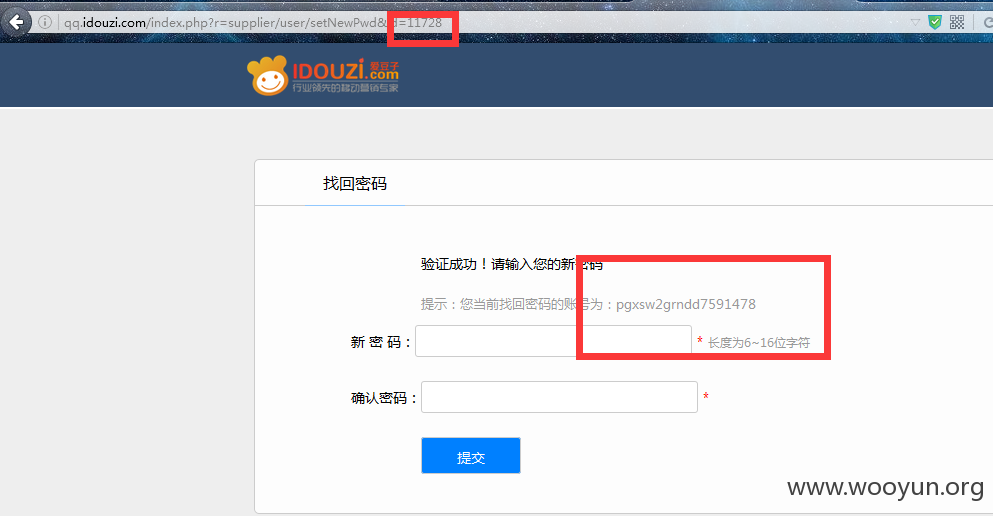 qq.idouzi.com/index.php?r=supplier/user/setNewPwd&id=11728
IDOUZi.com 爱豆子
行业领先的移动营销专家
找回密码
验证成功！请输入您的新密码
提示：您当前找回密码的账号为：pgxsw2grndd7591478
新 密 码： * 长度为6~16位字符
确认密码： *
提交
www.wooyun.org